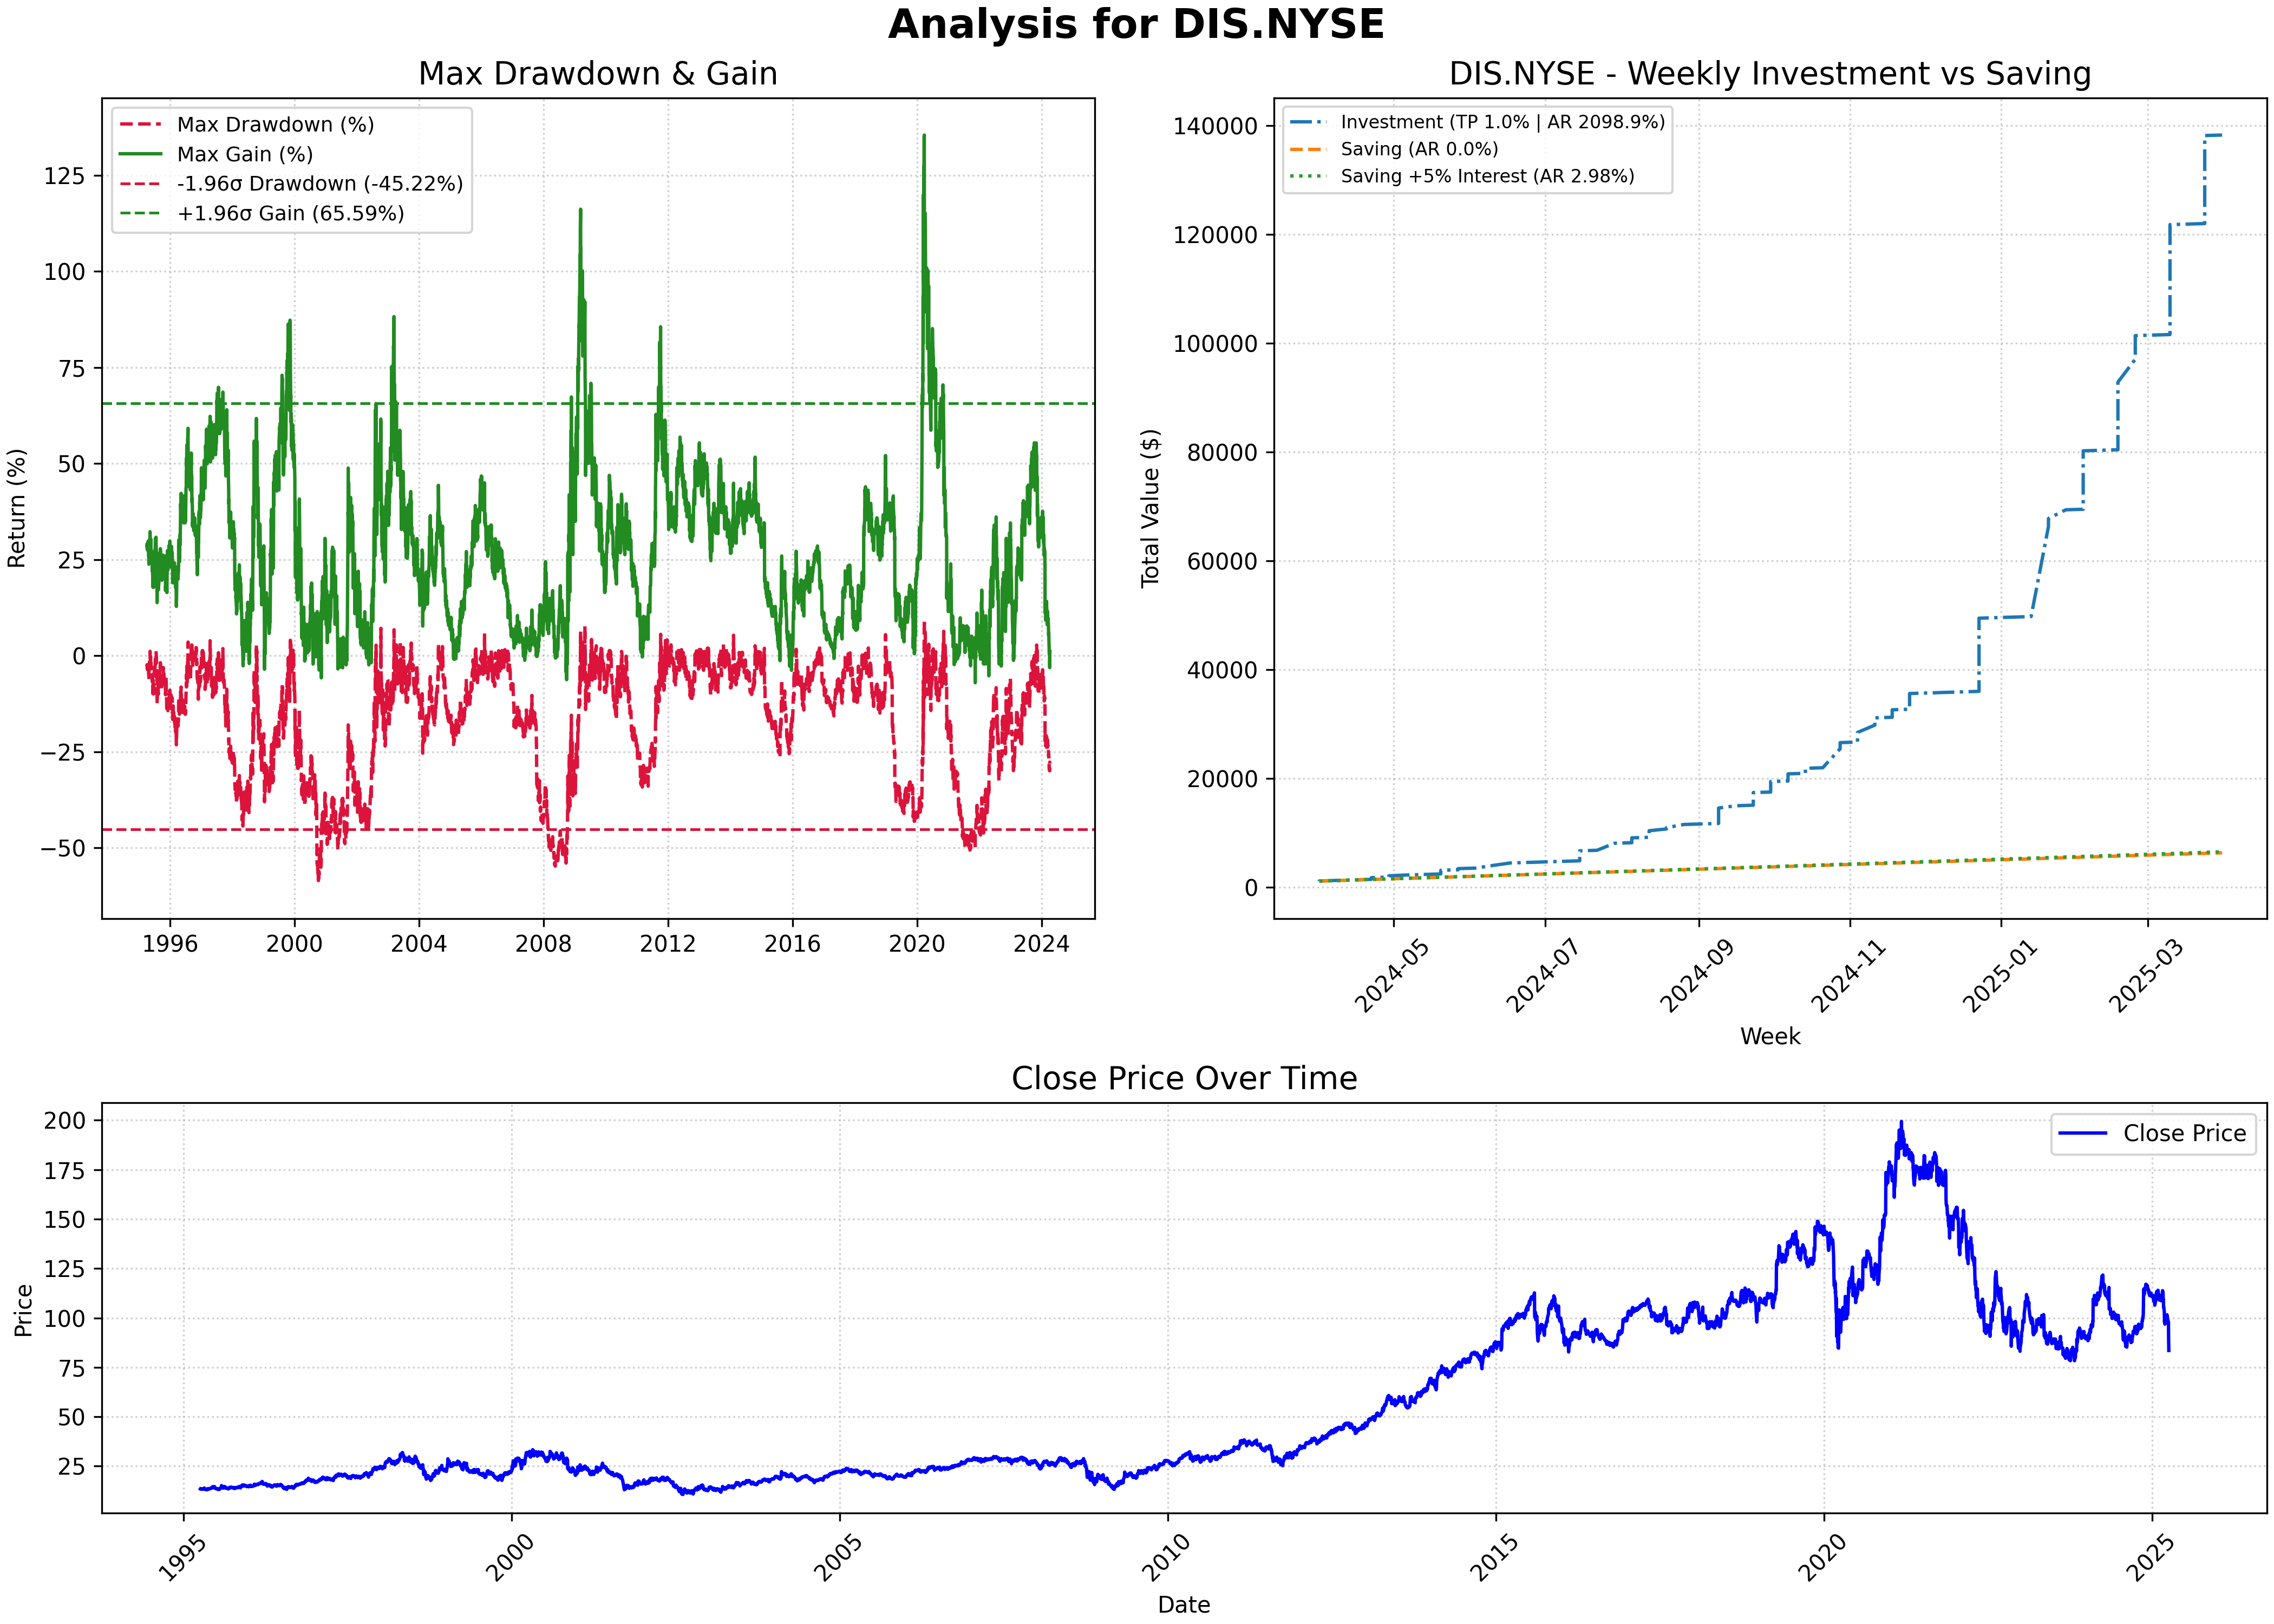 Analysis for DIS.NYSE
Max Drawdown & Gain
Max Drawdown (%)
Max Gain (%)
-1.96σ Drawdown (-45.22%)
+1.96σ Gain (65.59%)
Return (%)
125
100
75
50
25
0
−25
−50
1996
2000
2004
2008
2012
2016
2020
2024
DIS.NYSE - Weekly Investment vs Saving
Investment (TP 1.0% | AR 2098.9%)
Saving (AR 0.0%)
Saving +5% Interest (AR 2.98%)
Total Value ($)
140000
120000
100000
80000
60000
40000
20000
0
2024-05
2024-07
2024-09
2024-11
2025-01
2025-03
Week
Close Price Over Time
Close Price
Price
200
175
150
125
100
75
50
25
1995
2000
2005
2010
2015
2020
2025
Date